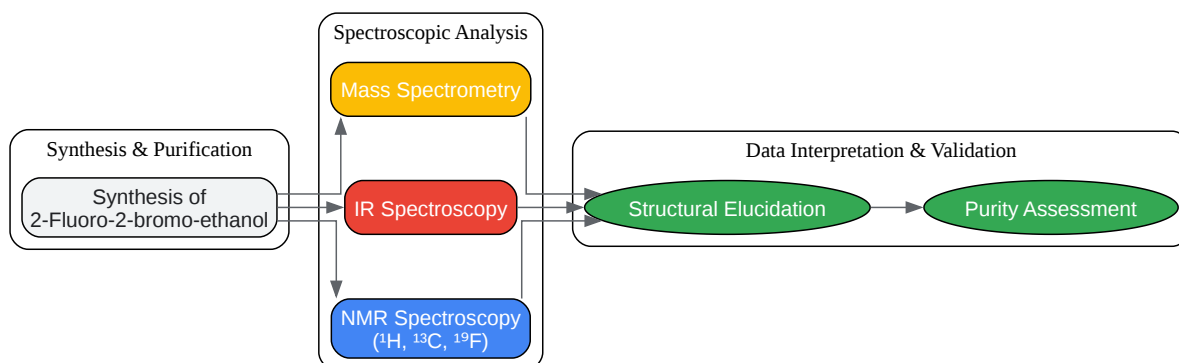 Synthesis & Purification
Synthesis of
2-Fluoro-2-bromo-ethanol
Spectroscopic Analysis
Mass Spectrometry
IR Spectroscopy
NMR Spectroscopy
(¹H, ¹³C, ¹⁹F)
Data Interpretation & Validation
Structural Elucidation
Purity Assessment